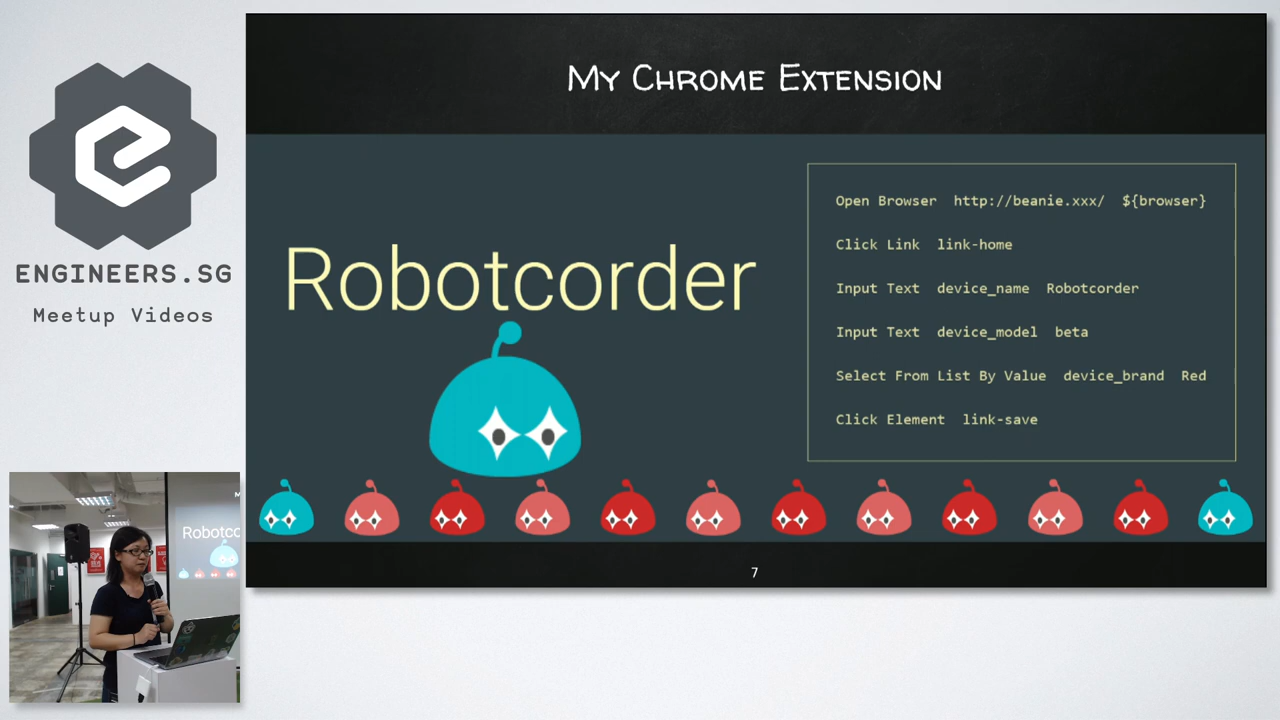 ENGINEERS.SG
Meetup Videos
My Chrome Extension
Robotcorder
Open Browser  http://beanie.xxx/  ${browser}
Click Link  link-home
Input Text  device_name  Robotcorder
Input Text  device_model  beta
Select From List By Value  device_brand  Red
Click Element  link-save
7
Robotco